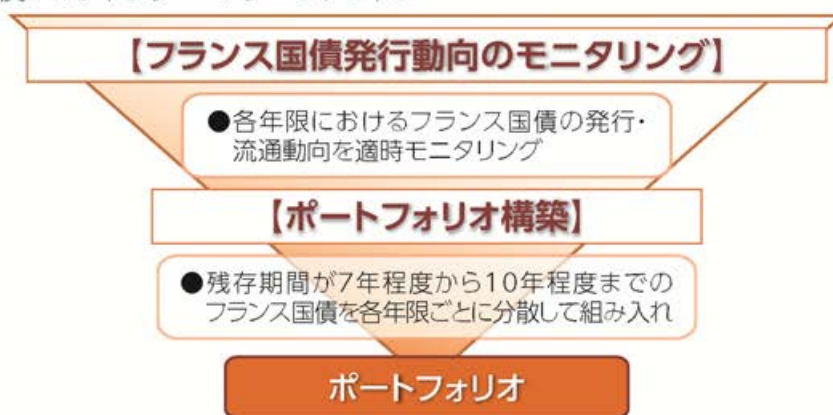 【フランス国債発行動向のモニタリング】
●各年限におけるフランス国債の発行・
流通動向を適時モニタリング
【ポートフォリオ構築】
●残存期間が7年程度から10年程度までの
フランス国債を各年限ごとに分散して組み入れ
ポートフォリオ